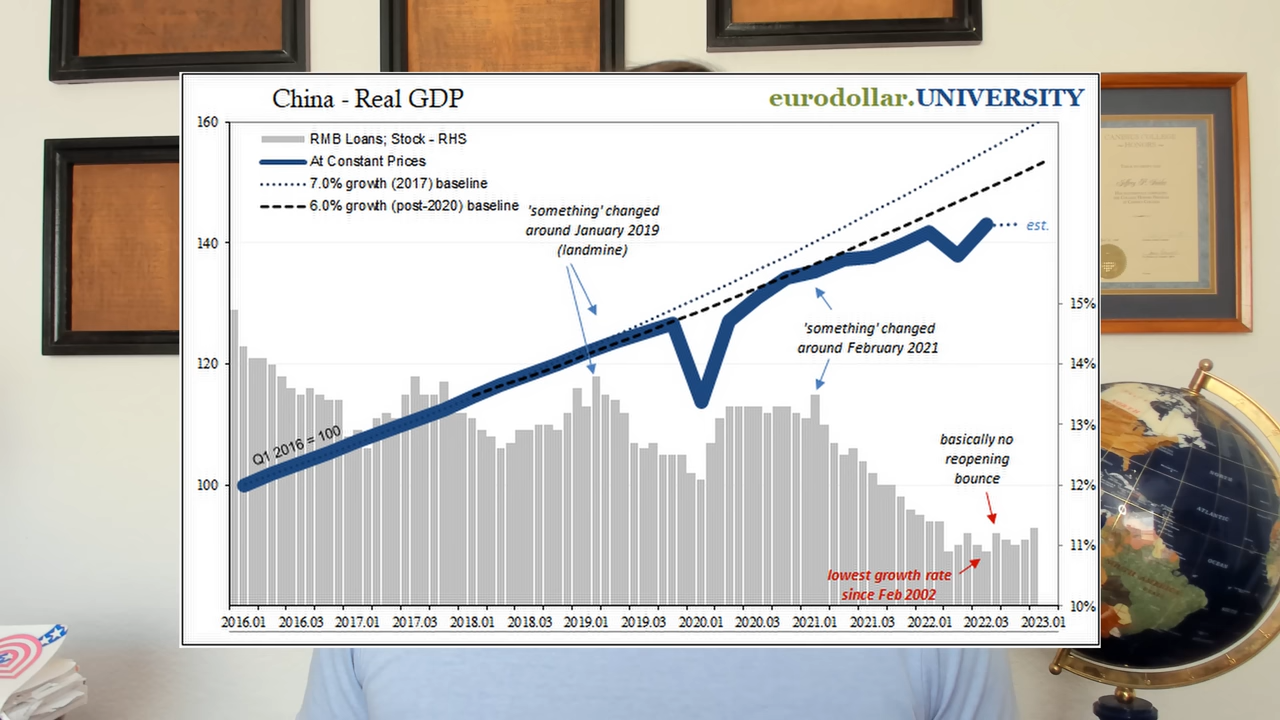 China - Real GDP
eurodollar.UNIVERSITY
160
140
120
100
RMB Loans; Stock - RHS
At Constant Prices
7.0% growth (2017) baseline
6.0% growth (post-2020) baseline
'something' changed
around January 2019
(landmine)
est.
'something' changed
around February 2021
Q1 2016 = 100
basically no
reopening
bounce
lowest growth rate
since Feb 2002
15%
14%
13%
12%
11%
10%
2016.01 2016.03 2017.01 2017.03 2018.01 2018.03 2019.01 2019.03 2020.01 2020.03 2021.01 2021.03 2022.01 2022.03 2023.01
ATLANTIC
OCEAN